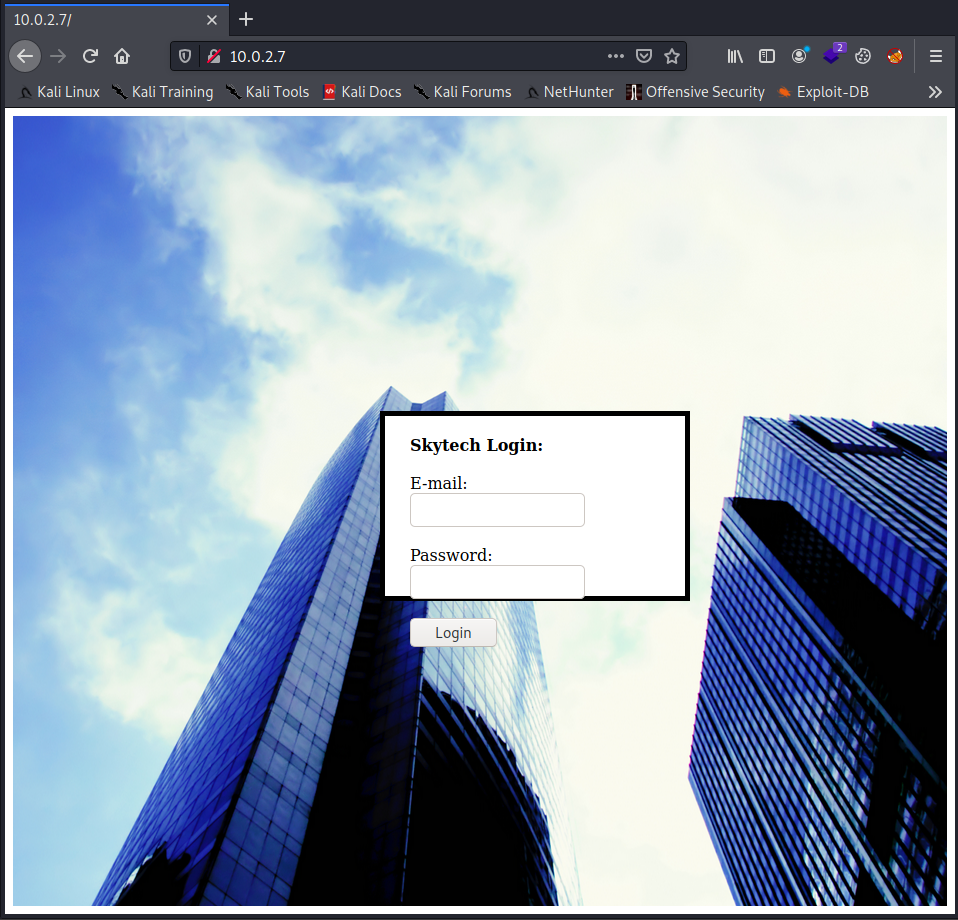 10.0.2.7/
10.0.2.7
2
Kali Linux Kali Training Kali Tools Kali Docs Kali Forums NetHunter Offensive Security Exploit-DB
Skytech Login:
E-mail:
Password:
Login